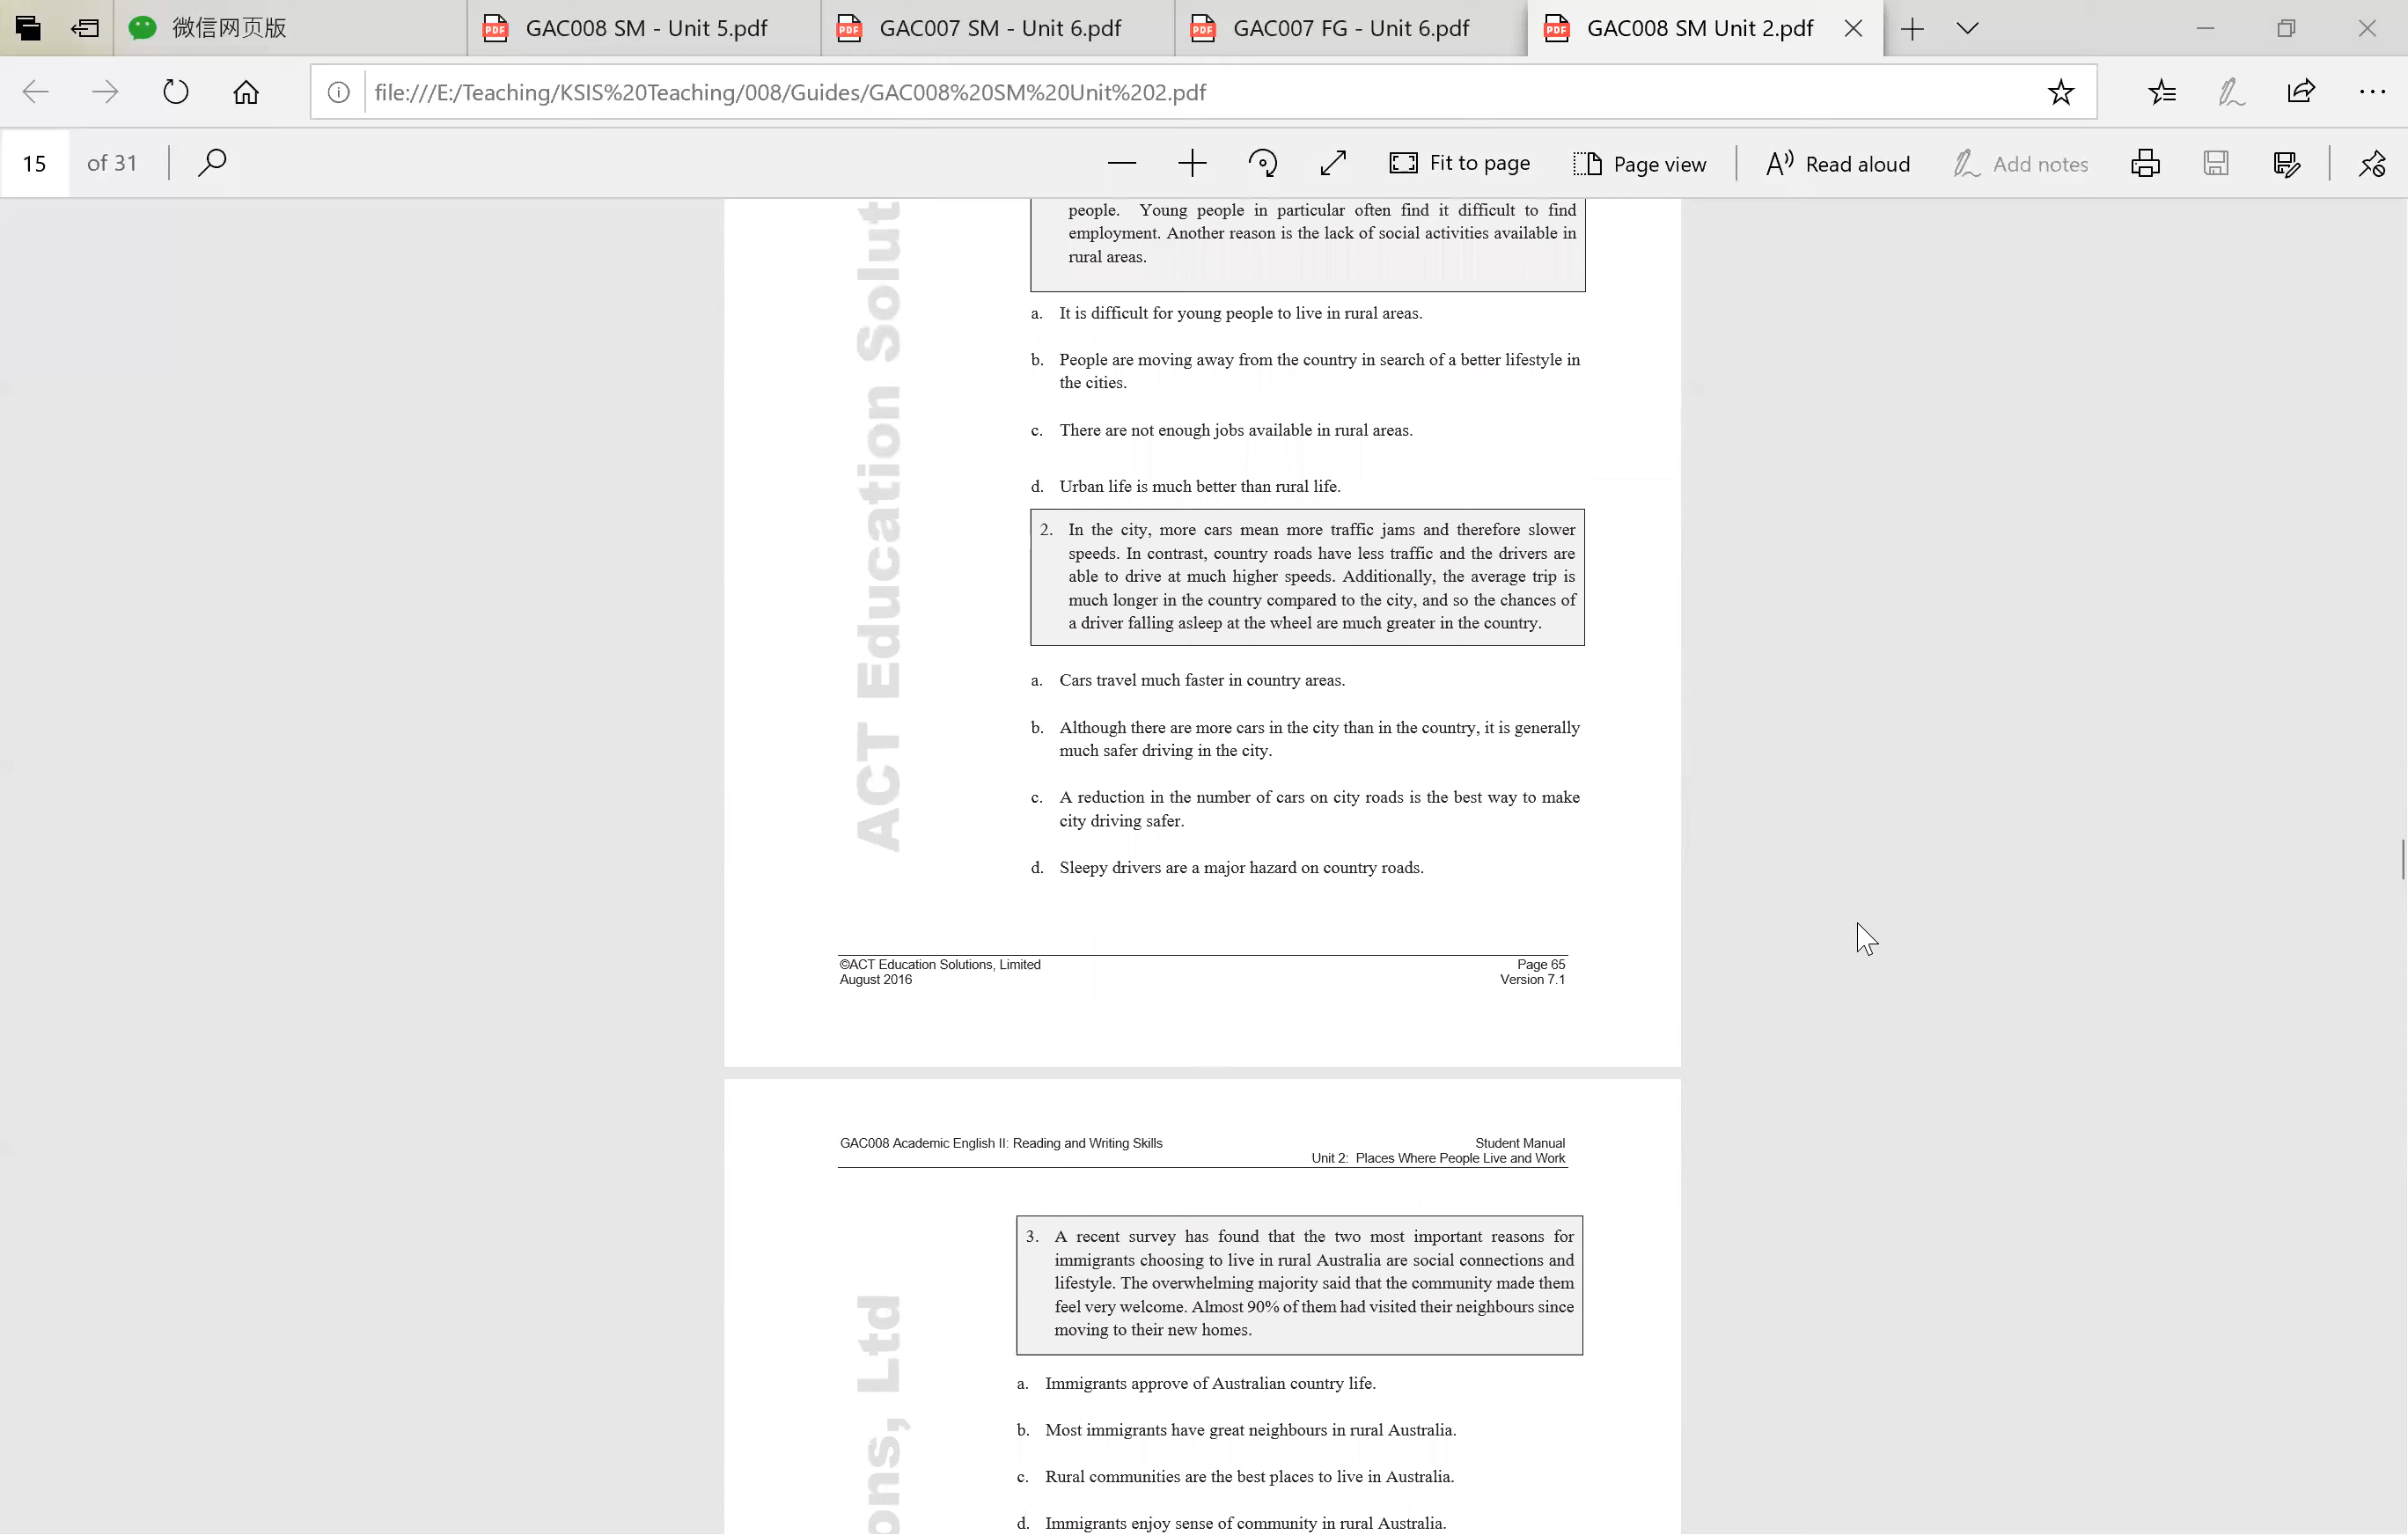 微信网页版
GAC008 SM - Unit 5.pdf
GAC007 SM - Unit 6.pdf
GAC007 FG - Unit 6.pdf
GAC008 SM Unit 2.pdf
file:///E:/Teaching/KSIS%20Teaching/008/Guides/GAC008%20SM%20Unit%202.pdf
15 of 31
Fit to page
Page view
Read aloud
Add notes
people. Young people in particular often find it difficult to find
employment. Another reason is the lack of social activities available in
rural areas.
a. It is difficult for young people to live in rural areas.
b. People are moving away from the country in search of a better lifestyle in
the cities.
c. There are not enough jobs available in rural areas.
d. Urban life is much better than rural life.
2. In the city, more cars mean more traffic jams and therefore slower
speeds. In contrast, country roads have less traffic and the drivers are
able to drive at much higher speeds. Additionally, the average trip is
much longer in the country compared to the city, and so the chances of
a driver falling asleep at the wheel are much greater in the country.
a. Cars travel much faster in country areas.
b. Although there are more cars in the city than in the country, it is generally
much safer driving in the city.
c. A reduction in the number of cars on city roads is the best way to make
city driving safer.
d. Sleepy drivers are a major hazard on country roads.
ACT Education Solut
©ACT Education Solutions, Limited
August 2016
Page 65
Version 7.1
GAC008 Academic English II: Reading and Writing Skills
Student Manual
Unit 2: Places Where People Live and Work
3. A recent survey has found that the two most important reasons for
immigrants choosing to live in rural Australia are social connections and
lifestyle. The overwhelming majority said that the community made them
feel very welcome. Almost 90% of them had visited their neighbours since
moving to their new homes.
a. Immigrants approve of Australian country life.
b. Most immigrants have great neighbours in rural Australia.
c. Rural communities are the best places to live in Australia.
d. Immigrants enjoy sense of community in rural Australia.
ons, Ltd